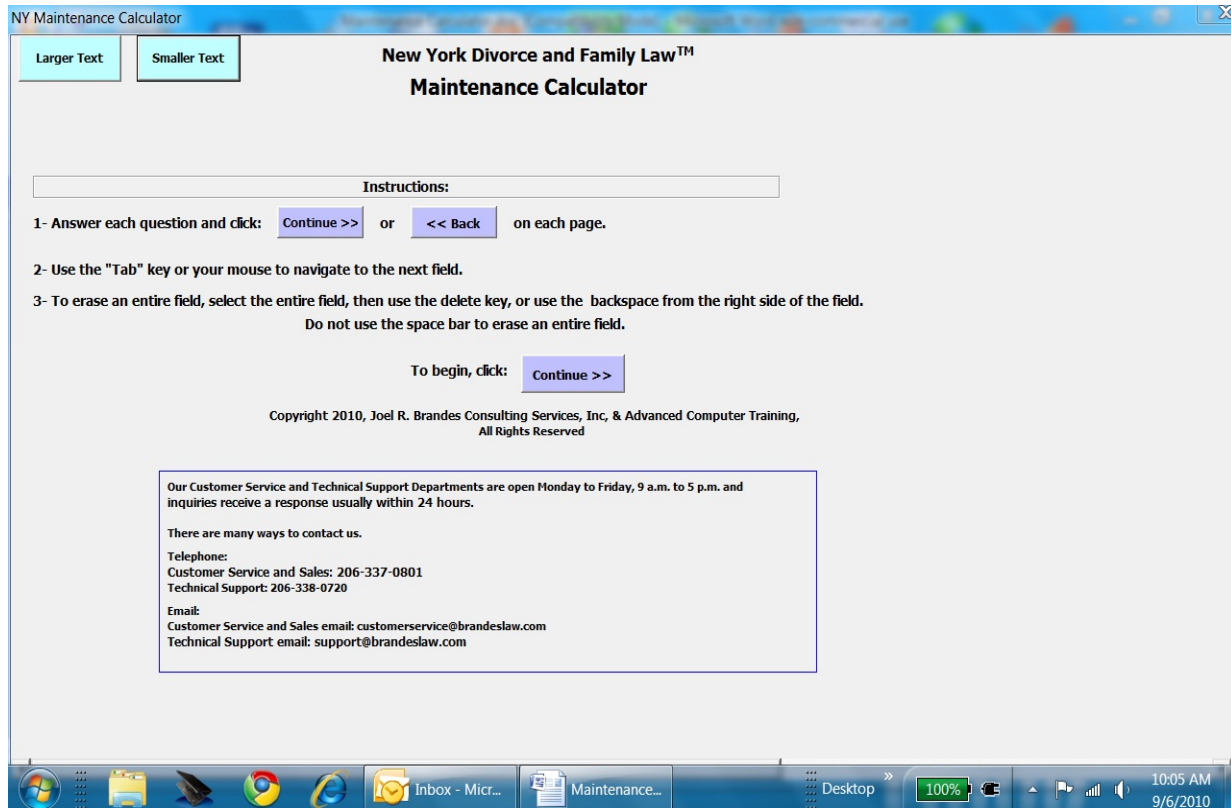 NY Maintenance Calculator
Larger Text
Smaller Text
New York Divorce and Family Law™
Maintenance Calculator
Instructions:
1- Answer each question and click: Continue >> or << Back on each page.
2- Use the "Tab" key or your mouse to navigate to the next field.
3- To erase an entire field, select the entire field, then use the delete key, or use the backspace from the right side of the field.
Do not use the space bar to erase an entire field.
To begin, click: Continue >>
Copyright 2010, Joel R. Brandes Consulting Services, Inc, & Advanced Computer Training,
All Rights Reserved
Our Customer Service and Technical Support Departments are open Monday to Friday, 9 a.m. to 5 p.m. and
inquiries receive a response usually within 24 hours.
There are many ways to contact us.
Telephone:
Customer Service and Sales: 206-337-0801
Technical Support: 206-338-0720
Email:
Customer Service and Sales email: customerservice@brandeslaw.com
Technical Support email: support@brandeslaw.com
Inbox - Micr...
Maintenance...
Desktop
»
100%
10:05 AM
9/6/2010